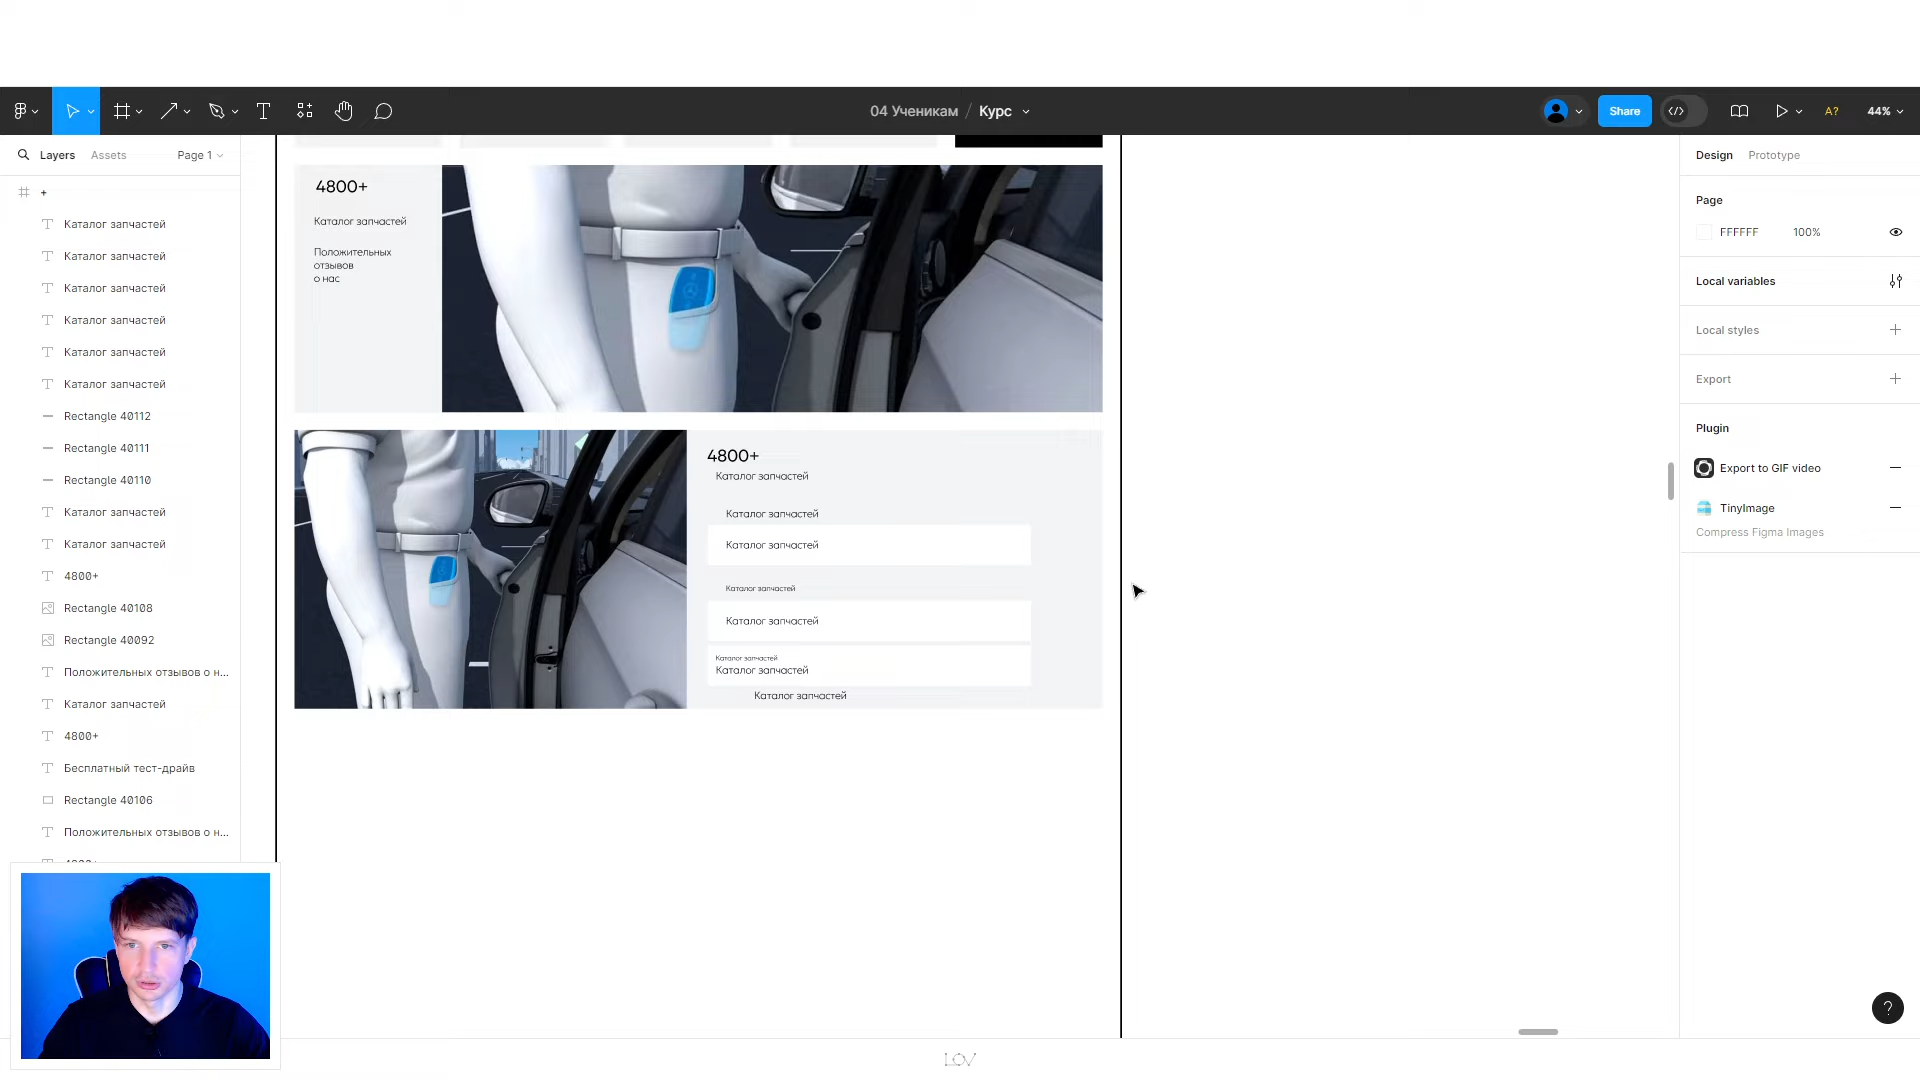 04 Ученикам / Курс
Share
A?
44%
Layers
Assets
Page 1
+
Каталог запчастей
Каталог запчастей
Каталог запчастей
Каталог запчастей
Каталог запчастей
Каталог запчастей
Rectangle 40112
Rectangle 40111
Rectangle 40110
Каталог запчастей
Каталог запчастей
4800+
Rectangle 40108
Rectangle 40092
Положительных отзывов о н...
Каталог запчастей
4800+
Бесплатный тест-драйв
Rectangle 40106
Положительных отзывов о н...
4800+
Каталог запчастей
Положительных
отзывов
о нас
4800+
Каталог запчастей
Каталог запчастей
Каталог запчастей
Каталог запчастей
Каталог запчастей
Каталог запчастей
Каталог запчастей
Каталог запчастей
Design
Prototype
Page
FFFFFF
100%
Local variables
Local styles
Export
Plugin
Export to GIF video
TinyImage
Compress Figma Images
?
LOV